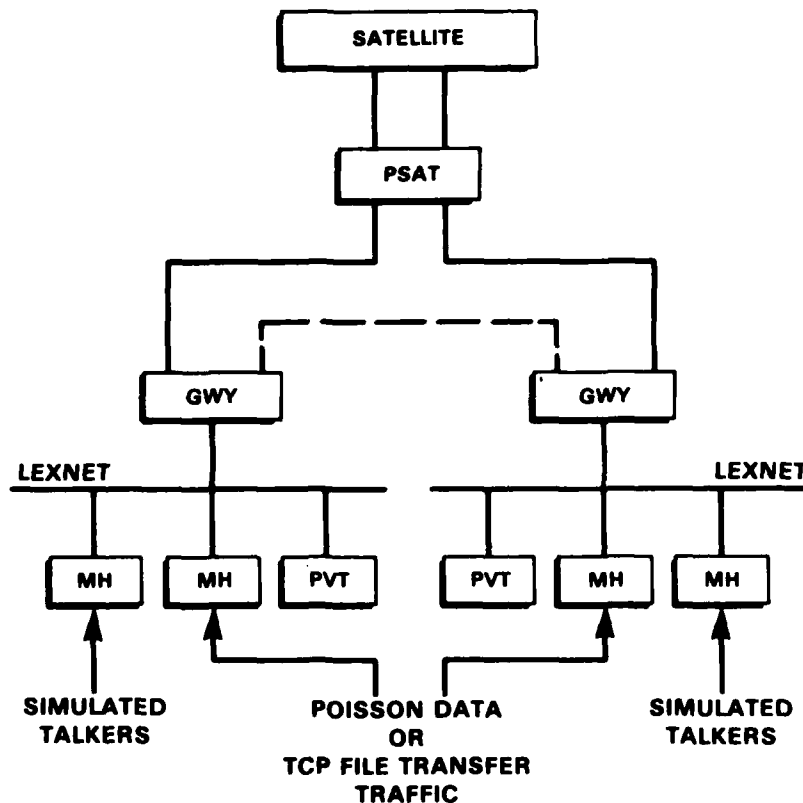 SATELLITE
PSAT
GWY
GWY
LEXNET
LEXNET
MH
MH
PVT
PVT
MH
MH
SIMULATED
TALKERS
POISSON DATA
OR
TCP FILE TRANSFER
TRAFFIC
SIMULATED
TALKERS